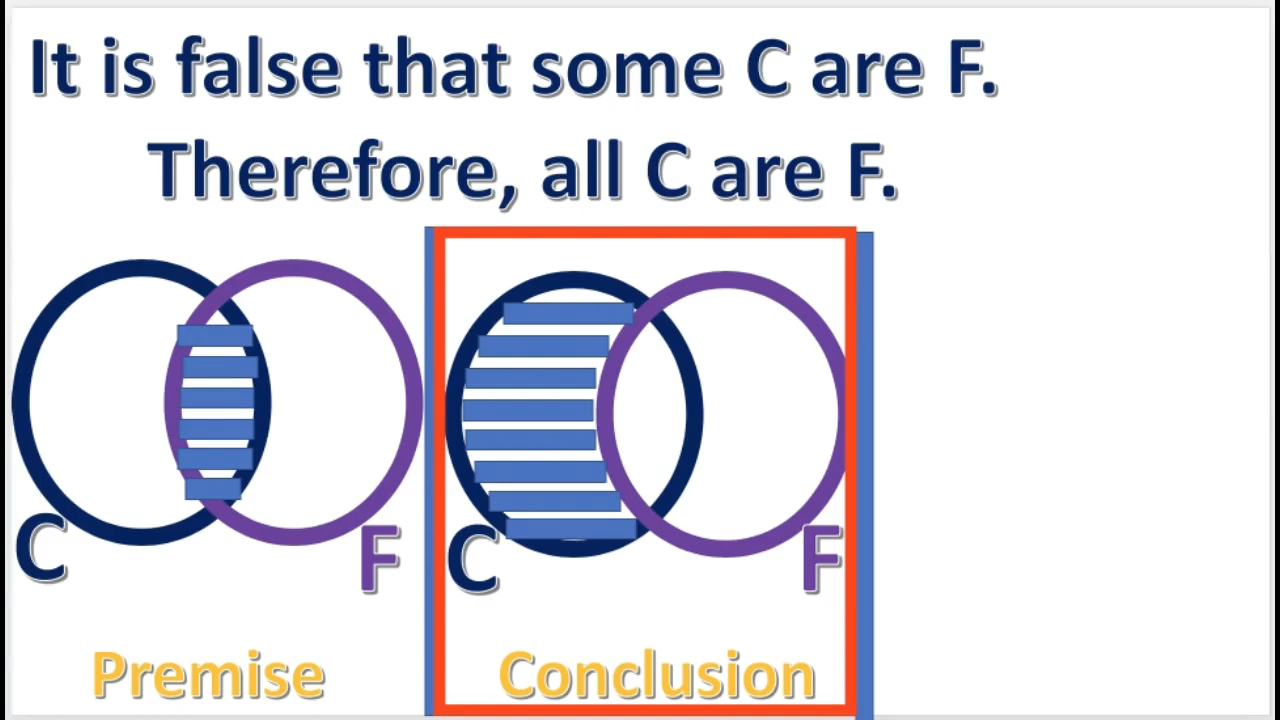 It is false that some C are F.
Therefore, all C are F.
C F C F
Premise Conclusion